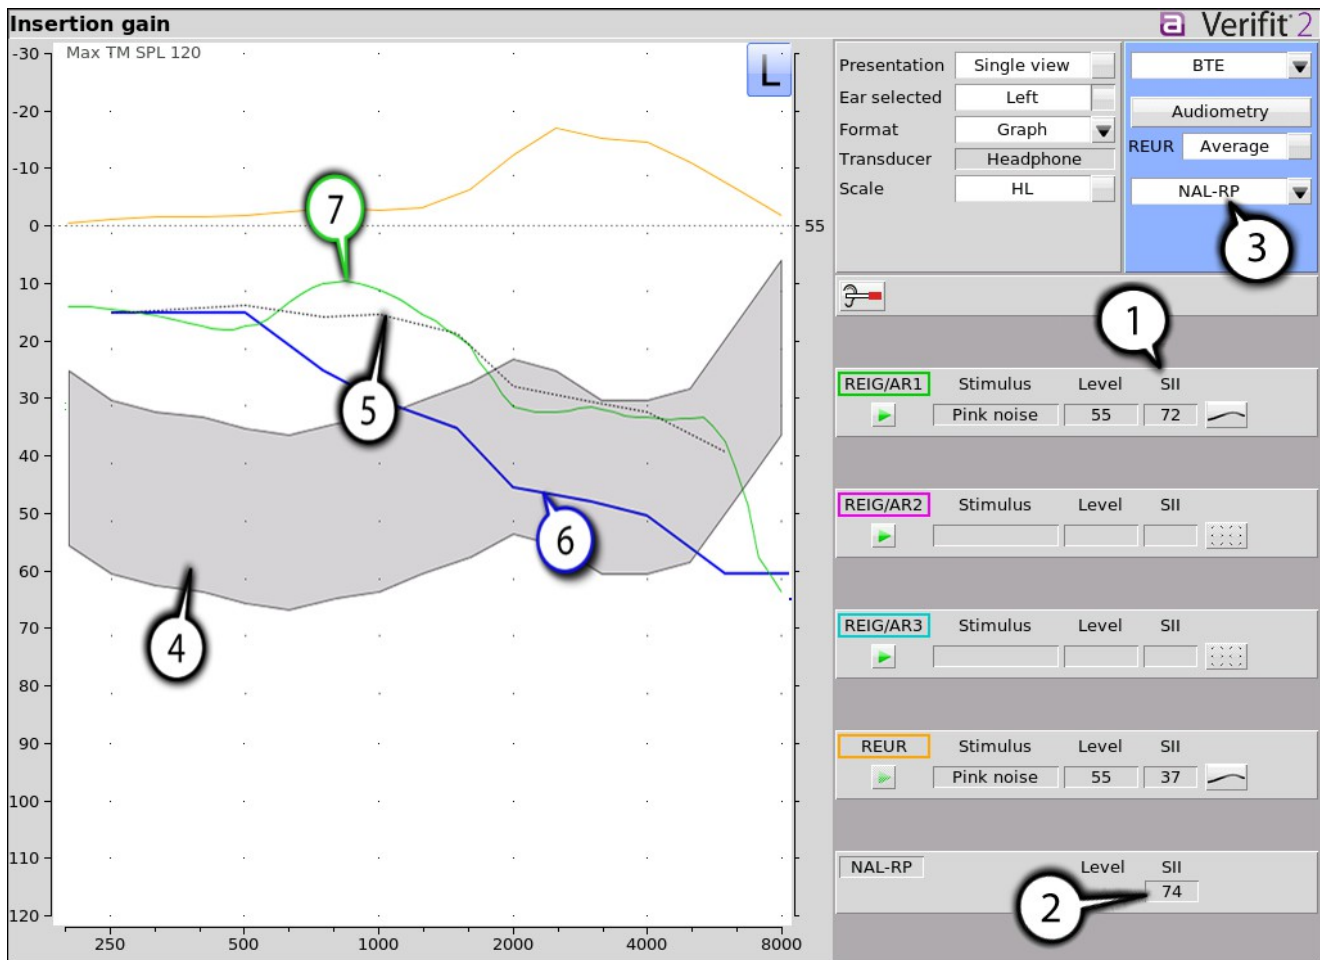 Insertion gain
a Verifit 2
Max TM SPL 120
L
-30
-20
-10
0
10
20
30
40
50
60
70
80
90
100
110
120
55
250 500 1000 2000 4000 8000
7
5
6
4
Presentation Single view
Ear selected Left
Format Graph
Transducer Headphone
Scale HL
BTE
Audiometry
REUR Average
NAL-RP
3
1
REIG/AR1 Stimulus Level SII
Pink noise 55 72
REIG/AR2 Stimulus Level SII
REIG/AR3 Stimulus Level SII
REUR Stimulus Level SII
Pink noise 55 37
NAL-RP Level SII
74
2